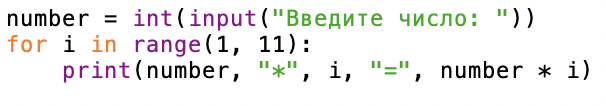 number = int(input("Введите число: "))
for i in range(1, 11):
    print(number, "*", i, "=", number * i)